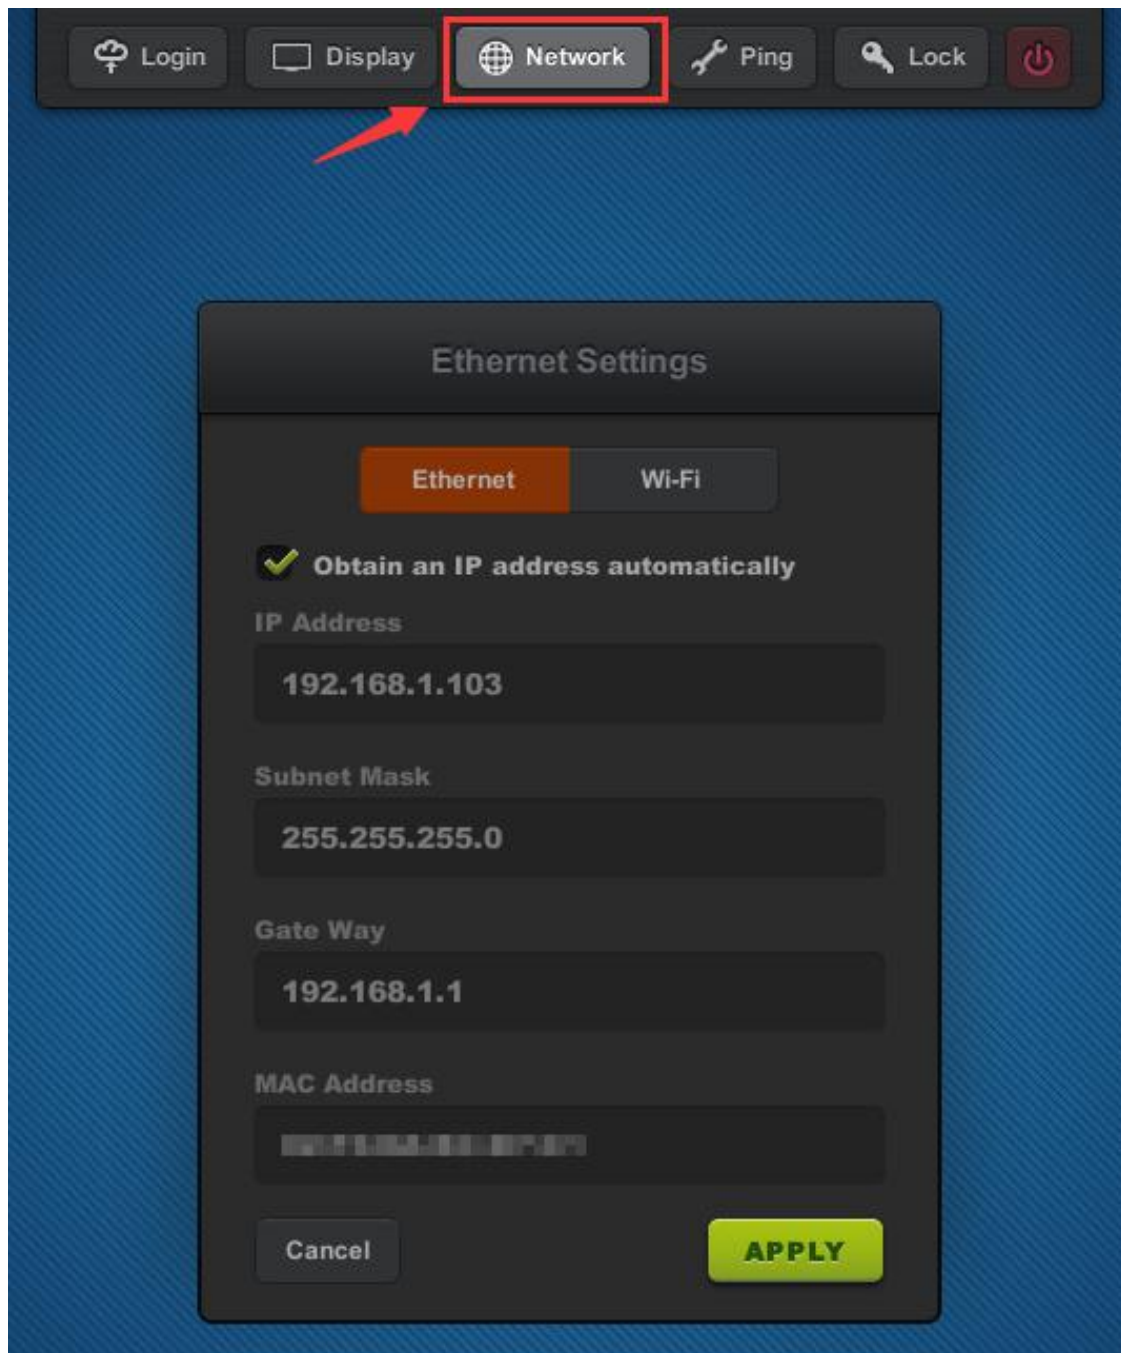 Login Display Network Ping Lock
Ethernet Settings
Ethernet Wi-Fi
Obtain an IP address automatically
IP Address
192.168.1.103
Subnet Mask
255.255.255.0
Gate Way
192.168.1.1
MAC Address
Cancel APPLY